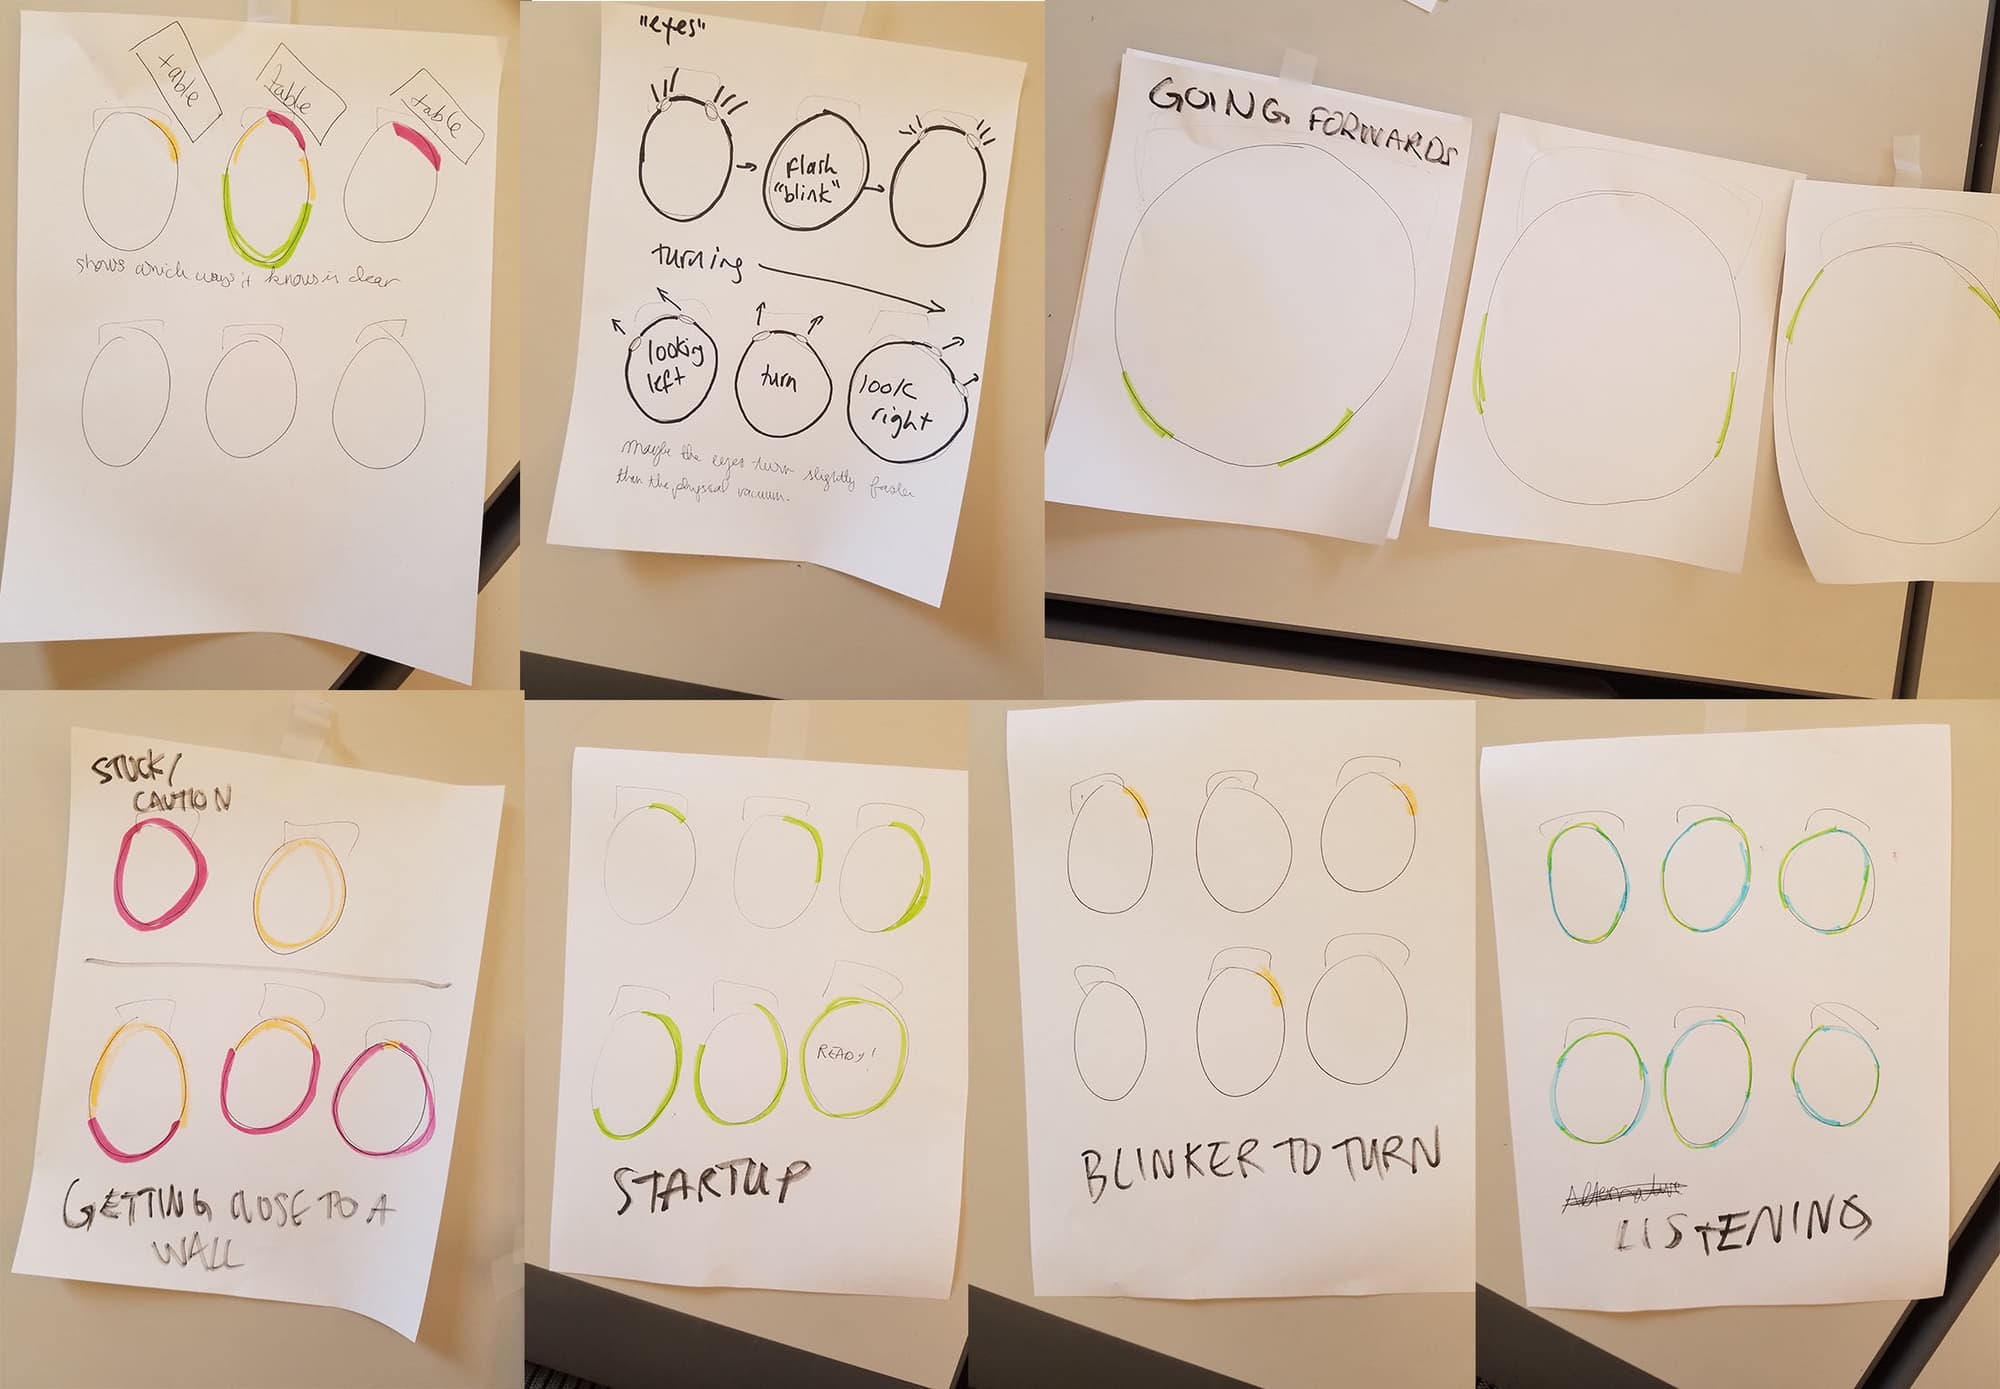 table
table
table
shows which ways it knows is clear
"eyes"
flash
"blink"
turning
looking
left
turn
look
right
maybe the eyes turn slightly faster
than the physical vacuum.
GOING FORWARDS
STUCK/
CAUTION
GETTING CLOSE TO A
WALL
READY!
STARTUP
BLINKER TO TURN
Alternative
LISTENING